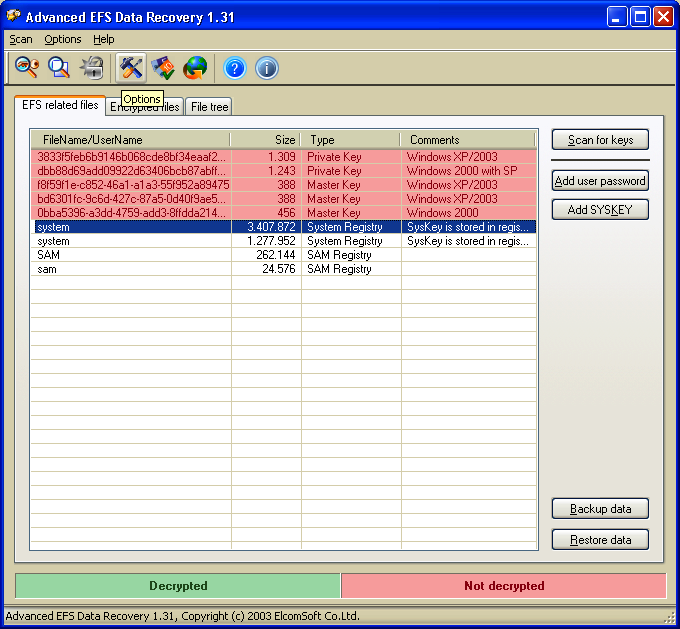 Advanced EFS Data Recovery 1.31
Scan Options Help
Options
EFS related files Encrypted files File tree
FileName/UserName Size Type Comments
3833f5feb6b9146b068cde8bf34eaaf2... 1.309 Private Key Windows XP/2003
dbb88d69add09922d63406bcb87abff... 1.243 Private Key Windows 2000 with SP
f8f59f1e-c852-46a1-a1a3-55f952a89475 388 Master Key Windows XP/2003
bd6301fc-9c6d-427c-87a5-0d40f9ae5... 388 Master Key Windows XP/2003
0bba5396-a3dd-4759-add3-8ffdda214... 456 Master Key Windows 2000
system 3.407.872 System Registry SysKey is stored in regis...
system 1.277.952 System Registry SysKey is stored in regis...
SAM 262.144 SAM Registry
sam 24.576 SAM Registry
Scan for keys
Add user password
Add SYSKEY
Backup data
Restore data
Decrypted Not decrypted
Advanced EFS Data Recovery 1.31, Copyright (c) 2003 ElcomSoft Co.Ltd.